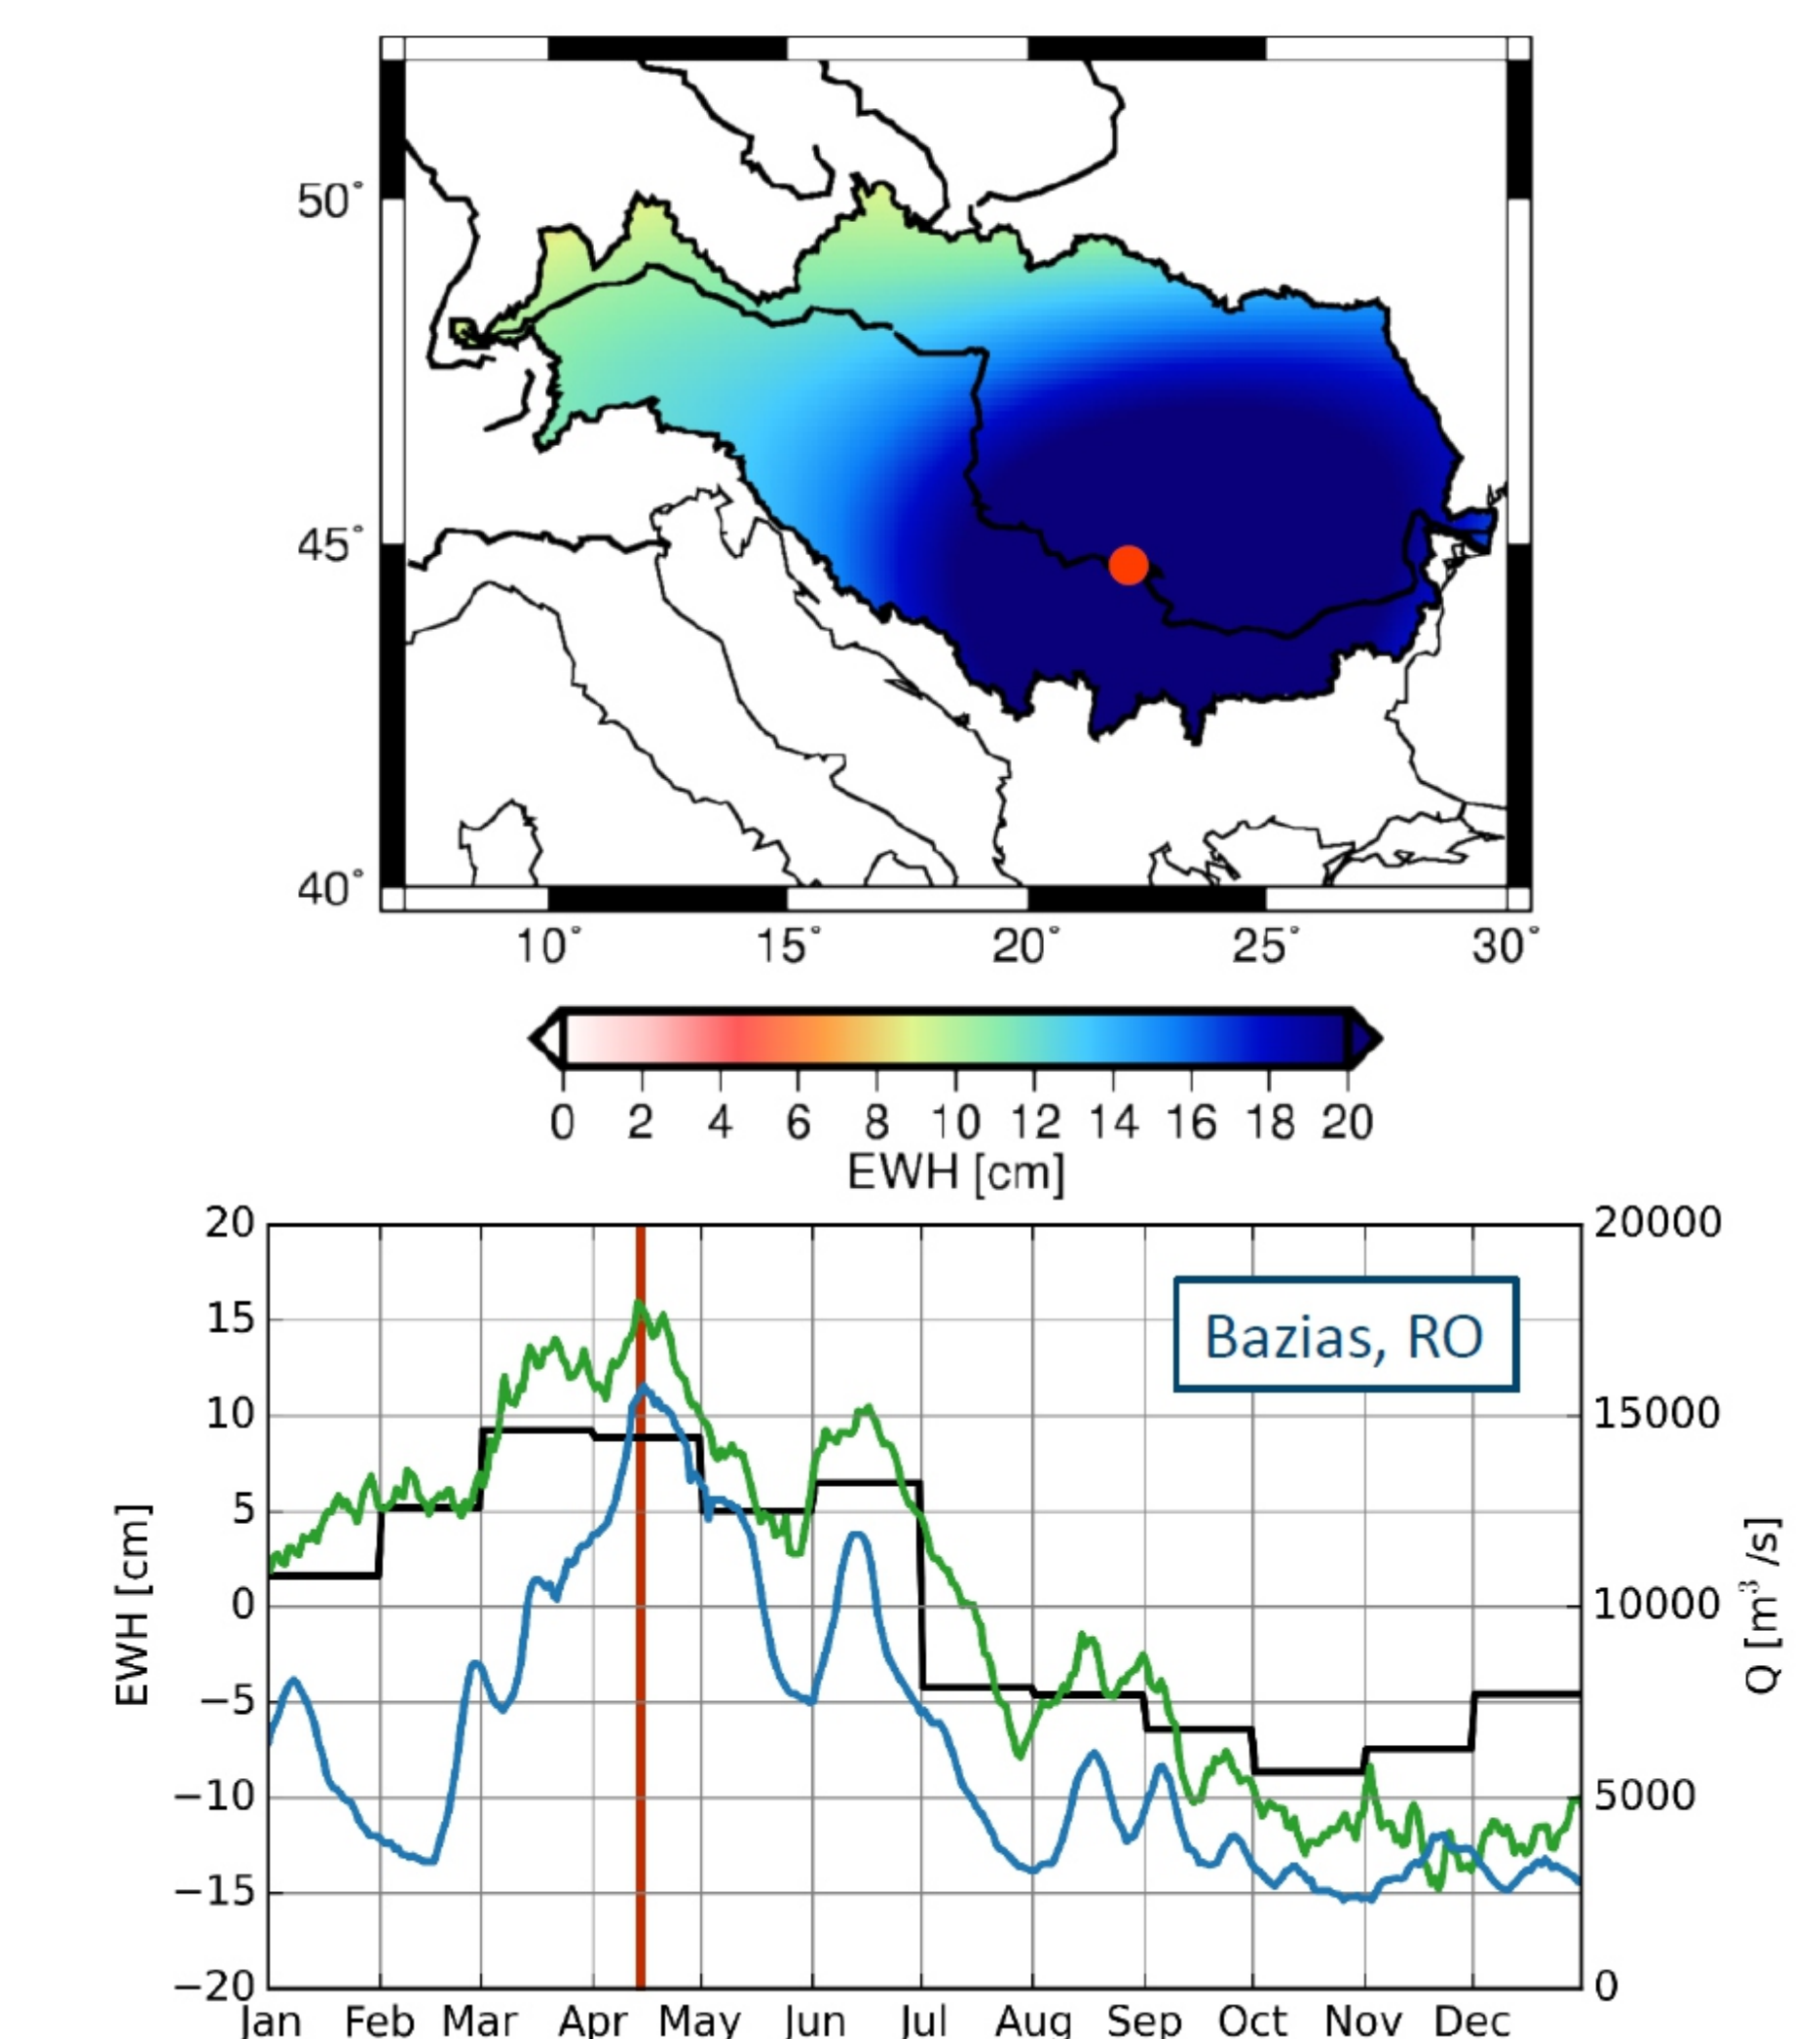 50°
45°
40°
10° 15° 20° 25° 30°
0 2 4 6 8 10 12 14 16 18 20
EWH [cm]
20 20000
Bazias, RO
15
10 15000
5
EWH [cm]
0 10000
Q [m³/s]
−5
−10 5000
−15
−20 0
Jan Feb Mar Apr May Jun Jul Aug Sep Oct Nov Dec